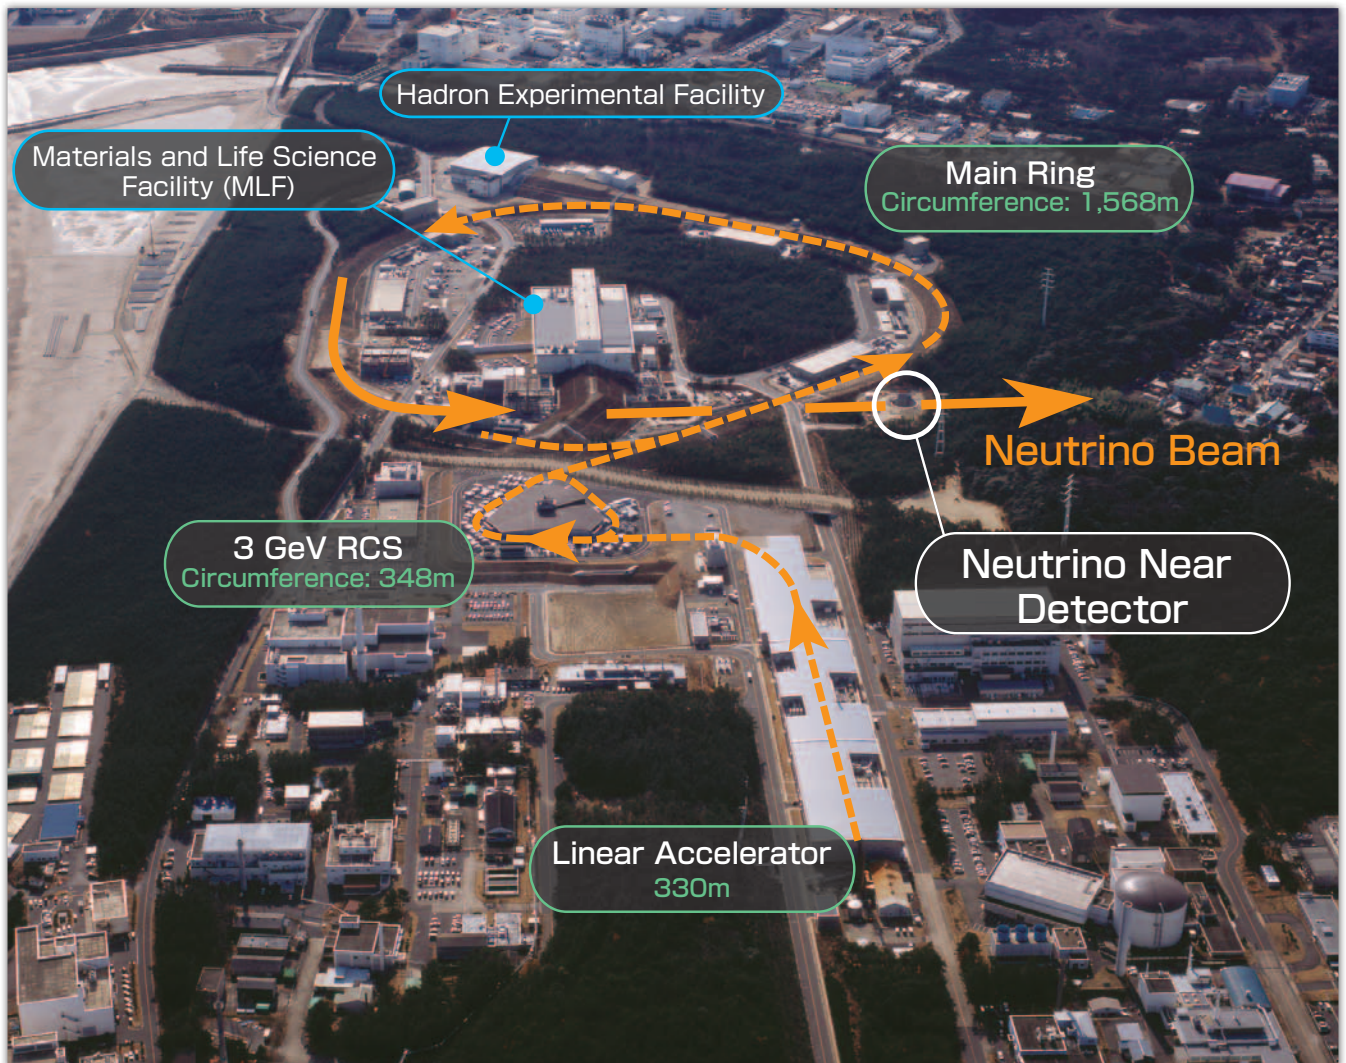 Hadron Experimental Facility
Materials and Life Science
Facility (MLF)
Main Ring
Circumference: 1,568m
Neutrino Beam
3 GeV RCS
Circumference: 348m
Neutrino Near
Detector
Linear Accelerator
330m